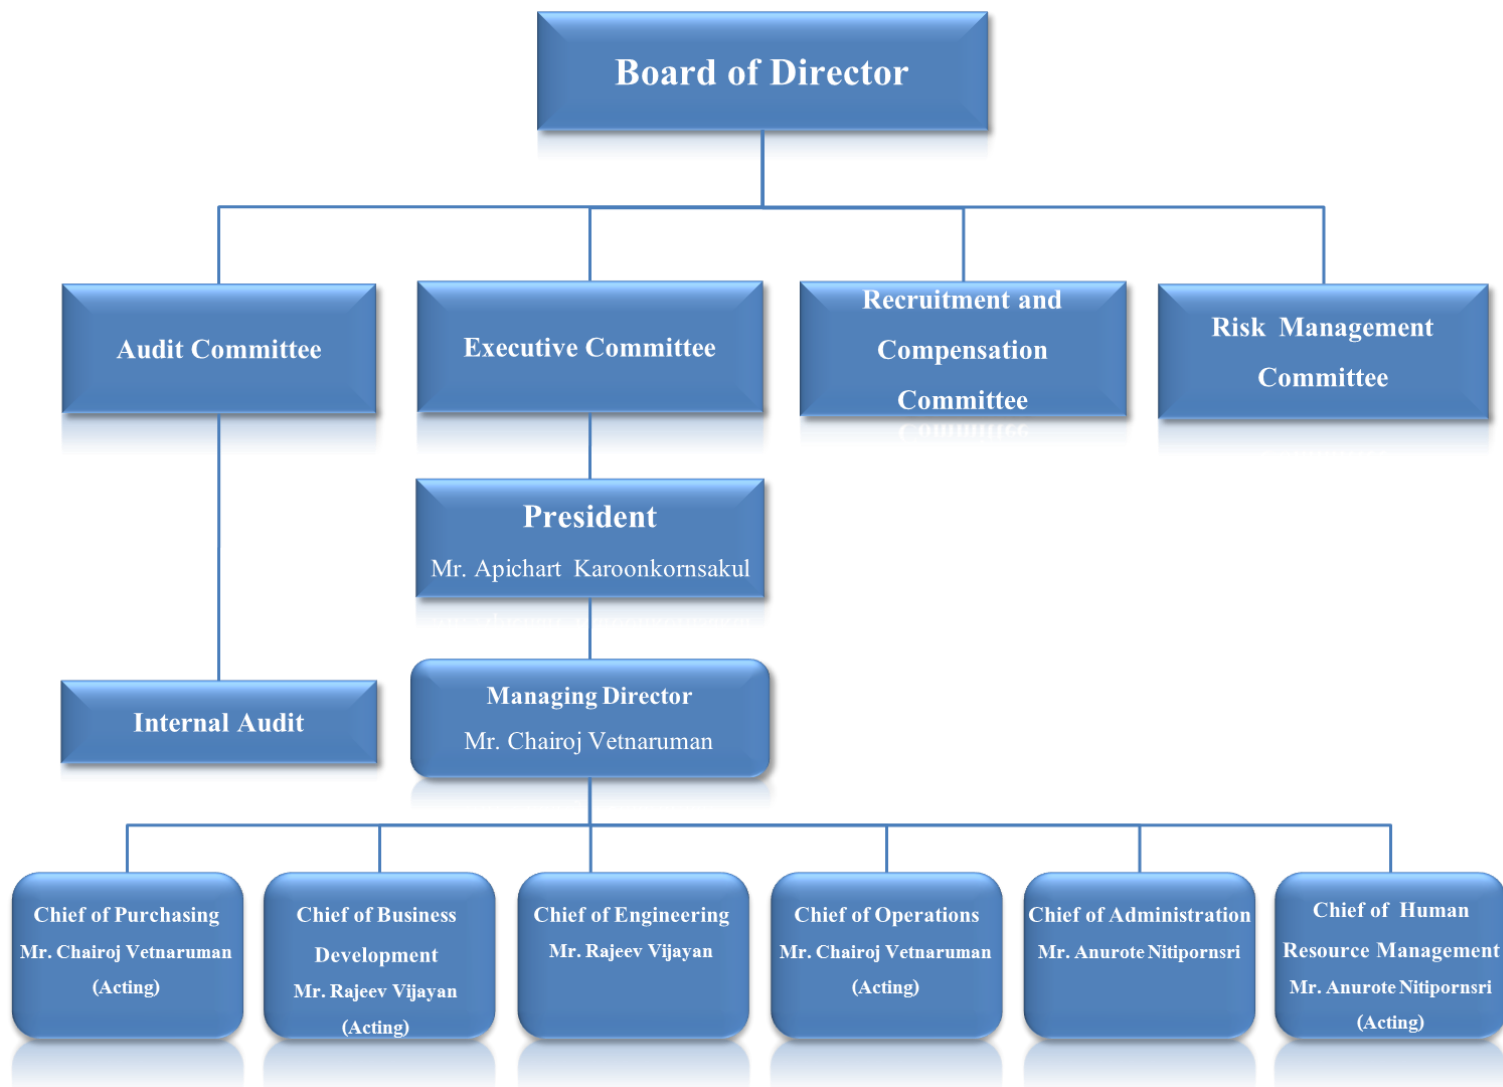 Board of Director
Audit Committee
Executive Committee
Recruitment and
Compensation
Committee
Risk Management
Committee
President
Mr. Apichart Karoonkornsakul
Managing Director
Mr. Chairoj Vetnaruman
Internal Audit
Chief of Purchasing
Mr. Chairoj Vetnaruman
(Acting)
Chief of Business
Development
Mr. Rajeev Vijayan
(Acting)
Chief of Engineering
Mr. Rajeev Vijayan
Chief of Operations
Mr. Chairoj Vetnaruman
(Acting)
Chief of Administration
Mr. Anurote Nitipornsri
Chief of Human
Resource Management
Mr. Anurote Nitipornsri
(Acting)